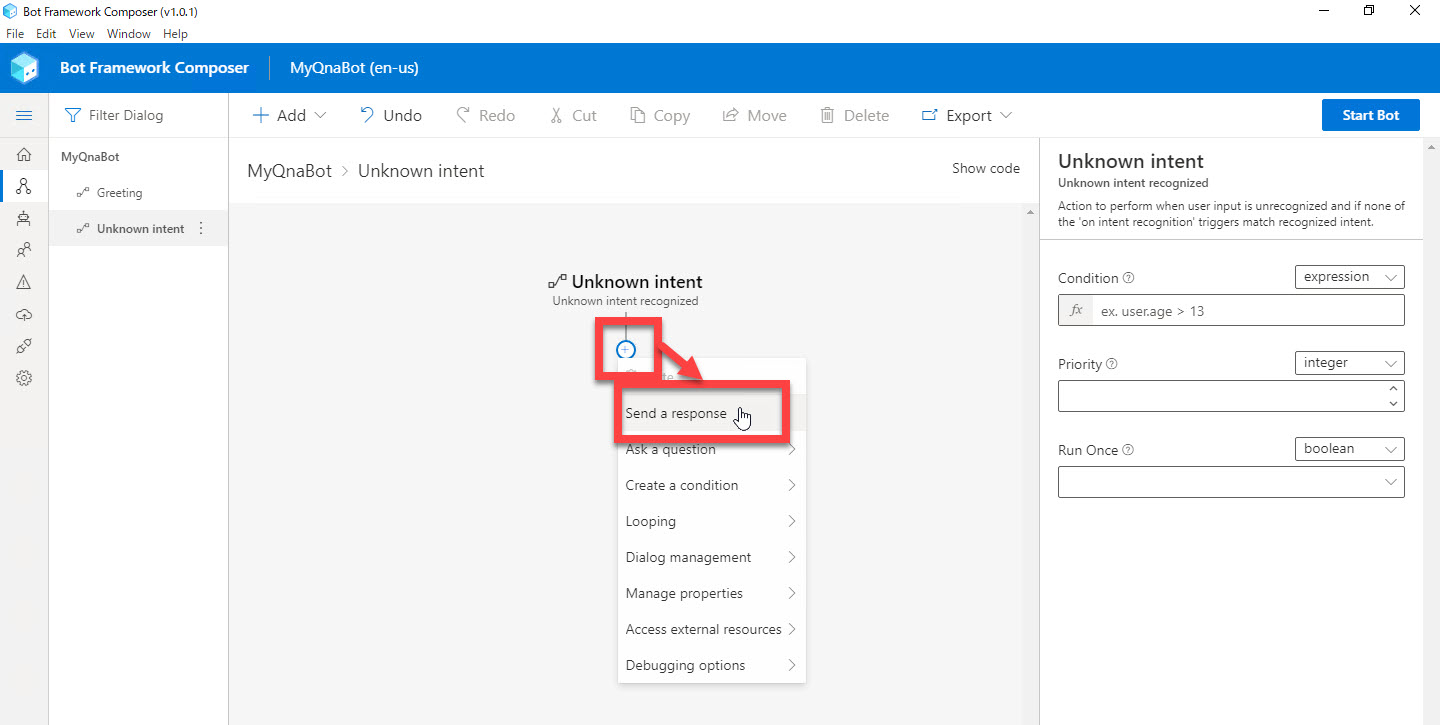 Bot Framework Composer (v1.0.1)
File Edit View Window Help
Bot Framework Composer MyQnaBot (en-us)
Filter Dialog
Add Undo Redo Cut Copy Move Delete Export Start Bot
MyQnaBot
Greeting
Unknown intent
MyQnaBot > Unknown intent Show code
Unknown intent
Unknown intent recognized
Send a response
Ask a question
Create a condition
Looping
Dialog management
Manage properties
Access external resources
Debugging options
Unknown intent
Unknown intent recognized
Action to perform when user input is unrecognized and if none of
the 'on intent recognition' triggers match recognized intent.
Condition expression
fx ex. user.age > 13
Priority integer
Run Once boolean